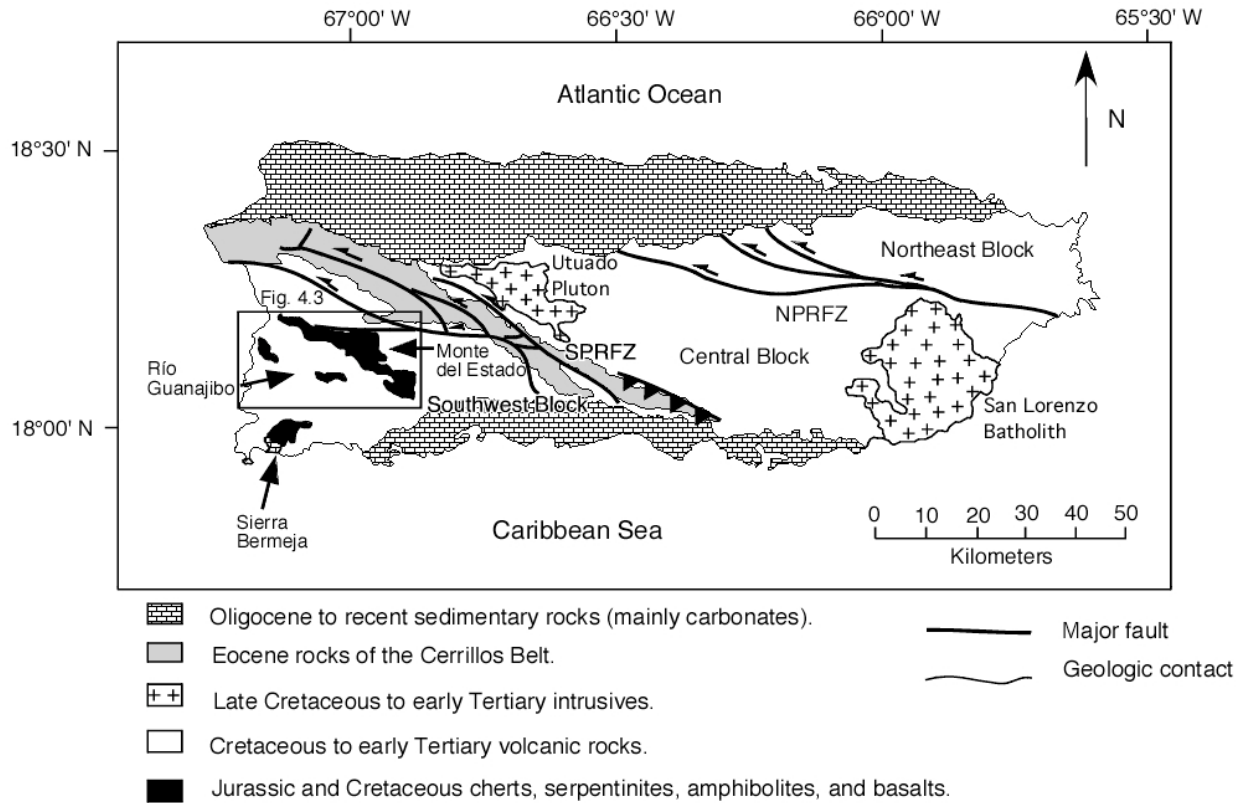 67°00' W
66°30' W
66°00' W
65°30' W
Atlantic Ocean
N
18°30' N
Northeast Block
Utuado
Pluton
Fig. 4.3
NPRFZ
SPRFZ
Central Block
Monte
del Estado
Río
Guanajibo
Southwest Block
San Lorenzo
Batholith
18°00' N
Sierra
Bermeja
Caribbean Sea
0 10 20 30 40 50
Kilometers
Oligocene to recent sedimentary rocks (mainly carbonates).
Eocene rocks of the Cerrillos Belt.
Late Cretaceous to early Tertiary intrusives.
Cretaceous to early Tertiary volcanic rocks.
Jurassic and Cretaceous cherts, serpentinites, amphibolites, and basalts.
Major fault
Geologic contact